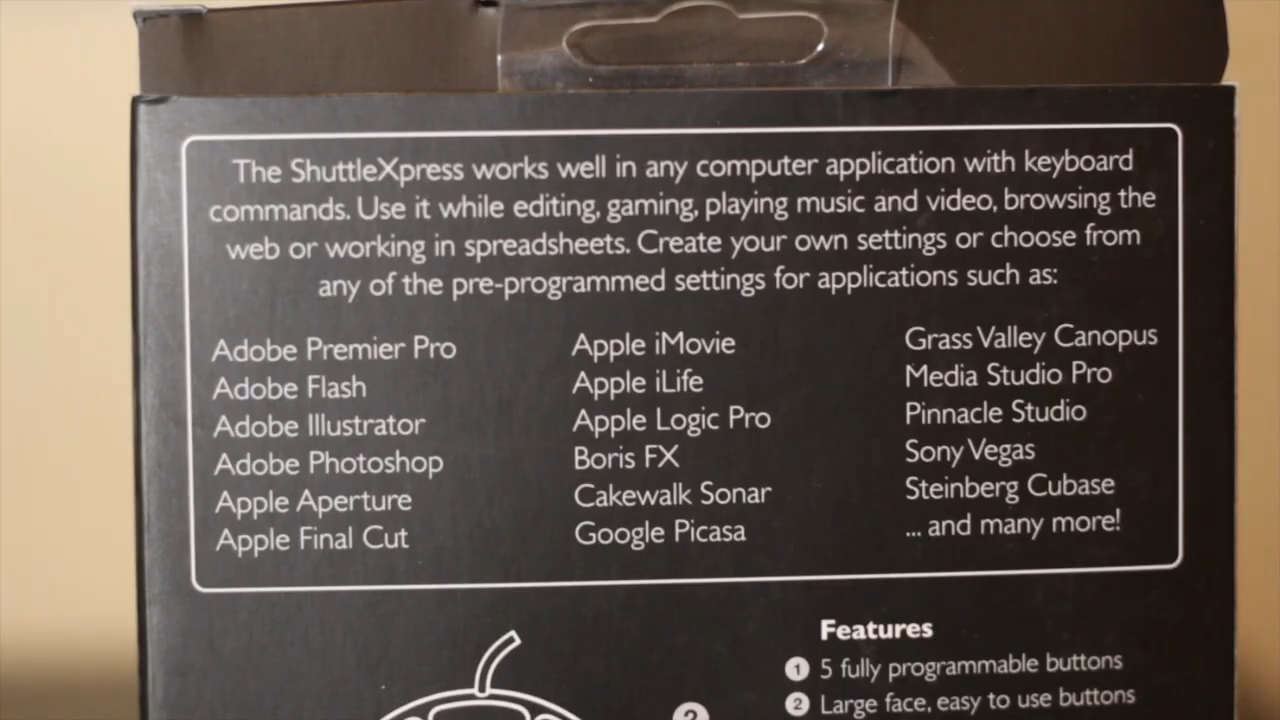 The ShuttleXpress works well in any computer application with keyboard
commands. Use it while editing, gaming, playing music and video, browsing the
web or working in spreadsheets. Create your own settings or choose from
any of the pre-programmed settings for applications such as:
Adobe Premier Pro
Adobe Flash
Adobe Illustrator
Adobe Photoshop
Apple Aperture
Apple Final Cut
Apple iMovie
Apple iLife
Apple Logic Pro
Boris FX
Cakewalk Sonar
Google Picasa
Grass Valley Canopus
Media Studio Pro
Pinnacle Studio
Sony Vegas
Steinberg Cubase
... and many more!
Features
1 5 fully programmable buttons
2 Large face, easy to use buttons
2